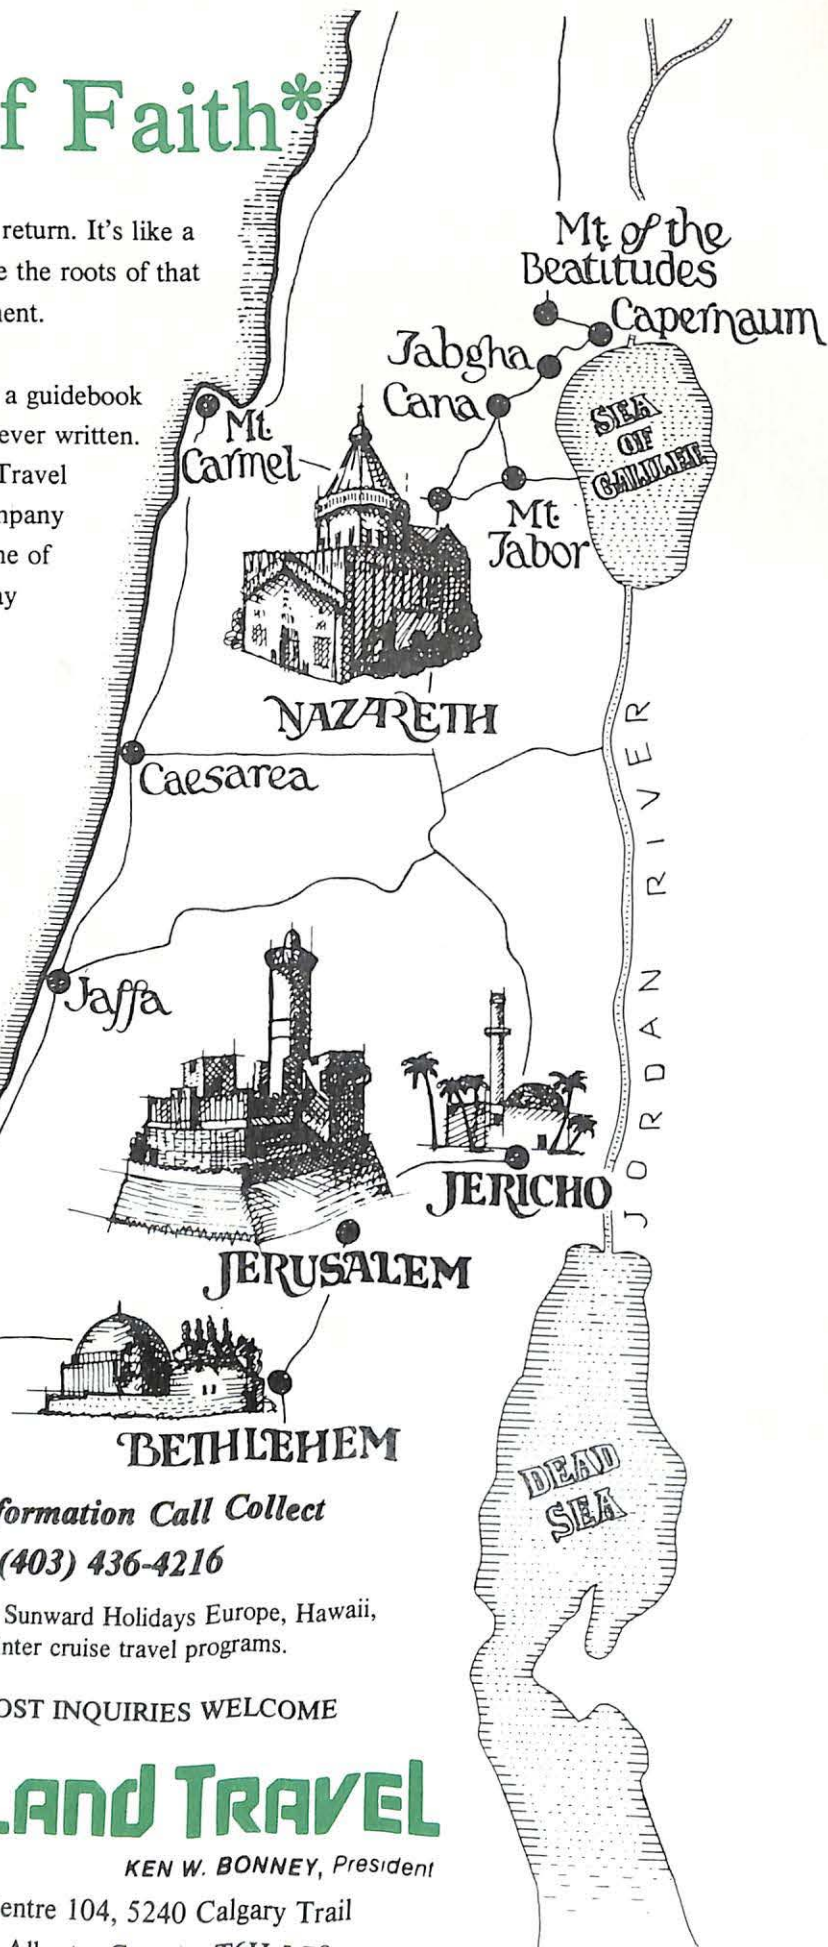 f Faith*
return. It's like a
e the roots of that
nent.
a guidebook
ever written.
Travel
mpany
ne of
ay
Mt. of the
Beatitudes
Capernaum
Tabgha
Cana
SEA
OF
GALILEE
Mt.
Carmel
Mt.
Tabor
NAZARETH
Caesarea
JORDAN RIVER
Jaffa
JERICHO
JERUSALEM
BETHLEHEM
DEAD
SEA
formation Call Collect
(403) 436-4216
Sunward Holidays Europe, Hawaii,
nter cruise travel programs.
OST INQUIRIES WELCOME
Land Travel
KEN W. BONNEY, President
entre 104, 5240 Calgary Trail